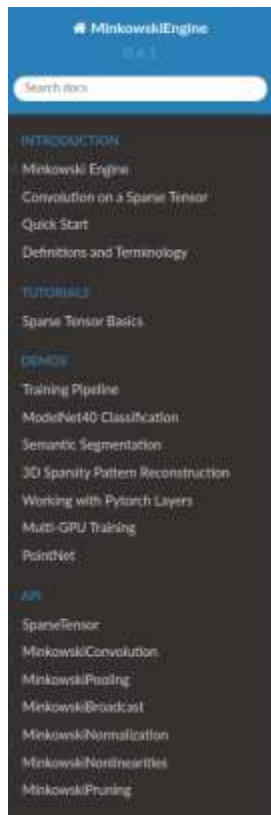 MinkowskiEngine
Search docs
INTRODUCTION
Minkowski Engine
Convolution on a Sparse Tensor
Quick Start
Definitions and Terminology
TUTORIALS
Sparse Tensor Basics
DEMOS
Training Pipeline
ModelNet40 Classification
Semantic Segmentation
3D Sparsity Pattern Reconstruction
Working with Pytorch Layers
Multi-GPU Training
PointNet
API
SparseTensor
MinkowskiConvolution
MinkowskiPooling
MinkowskiBroadcast
MinkowskiNormalization
MinkowskiNonlinearities
MinkowskiPruning